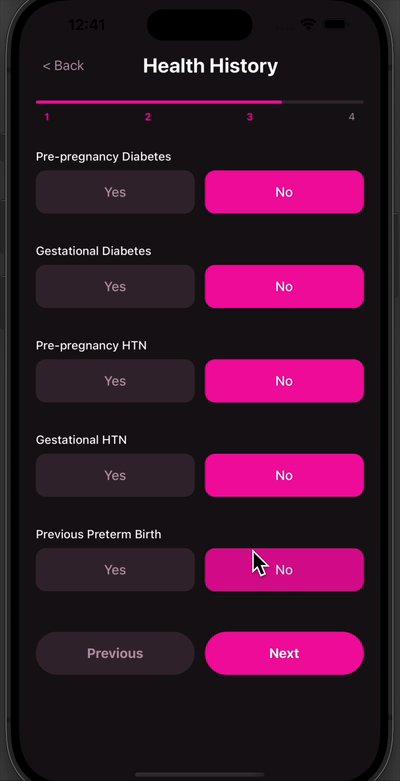 12:41
< Back
Health History
1 2 3 4
Pre-pregnancy Diabetes
Yes No
Gestational Diabetes
Yes No
Pre-pregnancy HTN
Yes No
Gestational HTN
Yes No
Previous Preterm Birth
Yes No
Previous Next